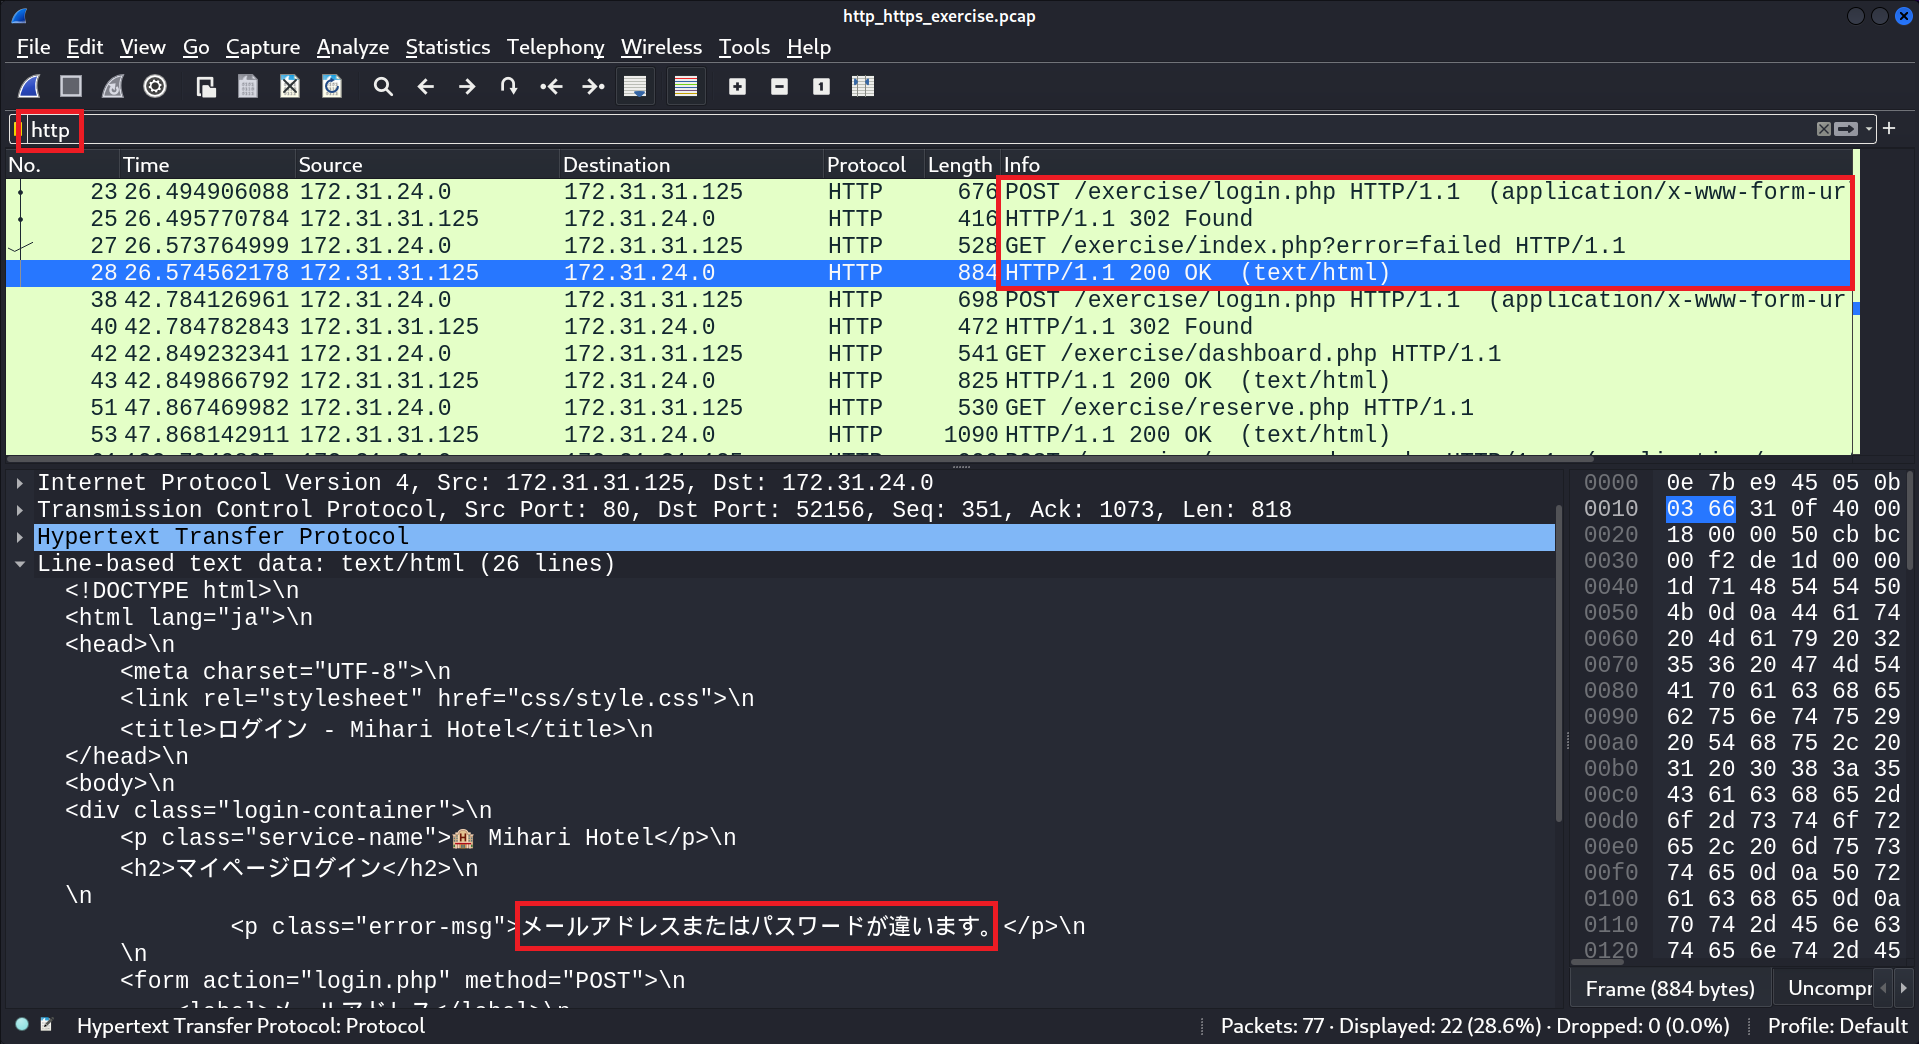 http_https_exercise.pcap
File Edit View Go Capture Analyze Statistics Telephony Wireless Tools Help
http
No. Time Source Destination Protocol Length Info
23 26.494906088 172.31.24.0 172.31.31.125 HTTP 676 POST /exercise/login.php HTTP/1.1 (application/x-www-form-ur
25 26.495770784 172.31.31.125 172.31.24.0 HTTP 416 HTTP/1.1 302 Found
27 26.573764999 172.31.24.0 172.31.31.125 HTTP 528 GET /exercise/index.php?error=failed HTTP/1.1
28 26.574562178 172.31.31.125 172.31.24.0 HTTP 884 HTTP/1.1 200 OK (text/html)
38 42.784126961 172.31.24.0 172.31.31.125 HTTP 698 POST /exercise/login.php HTTP/1.1 (application/x-www-form-ur
40 42.784782843 172.31.31.125 172.31.24.0 HTTP 472 HTTP/1.1 302 Found
42 42.849232341 172.31.24.0 172.31.31.125 HTTP 541 GET /exercise/dashboard.php HTTP/1.1
43 42.849866792 172.31.31.125 172.31.24.0 HTTP 825 HTTP/1.1 200 OK (text/html)
51 47.867469982 172.31.24.0 172.31.31.125 HTTP 530 GET /exercise/reserve.php HTTP/1.1
53 47.868142911 172.31.31.125 172.31.24.0 HTTP 1090 HTTP/1.1 200 OK (text/html)
Internet Protocol Version 4, Src: 172.31.31.125, Dst: 172.31.24.0
Transmission Control Protocol, Src Port: 80, Dst Port: 52156, Seq: 351, Ack: 1073, Len: 818
Hypertext Transfer Protocol
Line-based text data: text/html (26 lines)
<!DOCTYPE html>\n
<html lang="ja">\n
<head>\n
<meta charset="UTF-8">\n
<link rel="stylesheet" href="css/style.css">\n
<title>ログイン - Mihari Hotel</title>\n
</head>\n
<body>\n
<div class="login-container">\n
<p class="service-name">🏨 Mihari Hotel</p>\n
<h2>マイページログイン</h2>\n
\n
<p class="error-msg">メールアドレスまたはパスワードが違います。</p>\n
\n
<form action="login.php" method="POST">\n
<label>メールアドレス</label>\n
0000 0e 7b e9 45 05 0b
0010 03 66 31 0f 40 00
0020 18 00 00 50 cb bc
0030 00 f2 de 1d 00 00
0040 1d 71 48 54 54 50
0050 4b 0d 0a 44 61 74
0060 20 4d 61 79 20 32
0070 35 36 20 47 4d 54
0080 41 70 61 63 68 65
0090 62 75 6e 74 75 29
00a0 20 54 68 75 2c 20
00b0 31 20 30 38 3a 35
00c0 43 61 63 68 65 2d
00d0 6f 2d 73 74 6f 72
00e0 65 2c 20 6d 75 73
00f0 74 65 0d 0a 50 72
0100 61 63 68 65 0d 0a
0110 70 74 2d 45 6e 63
0120 74 65 6e 74 2d 45
Frame (884 bytes) Uncompr
Hypertext Transfer Protocol: Protocol
Packets: 77 · Displayed: 22 (28.6%) · Dropped: 0 (0.0%) Profile: Default